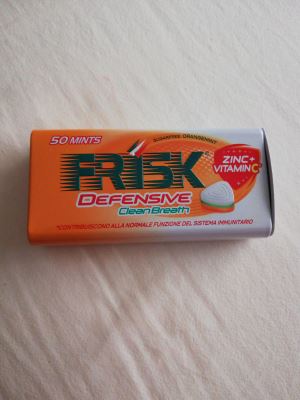 50 MINTS
SUGARFREE ORANGEMINT
FRISK
ZINC+
VITAMIN C*
DEFENSIVE
Clean Breath
*CONTRIBUISCONO ALLA NORMALE FUNZIONE DEL SISTEMA IMMUNITARIO